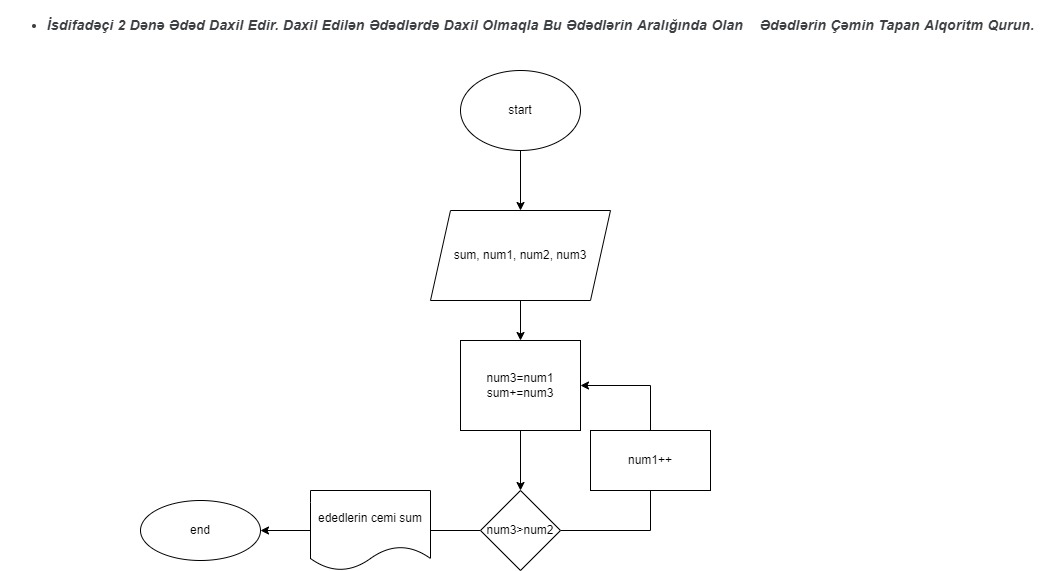 İsdifadəçi 2 Dənə Ədəd Daxil Edir. Daxil Edilən Ədədlərdə Daxil Olmaqla Bu Ədədlərin Aralığında Olan Ədədlərin Çəmin Tapan Alqoritm Qurun.
start
sum, num1, num2, num3
num3=num1
sum+=num3
num1++
num3>num2
ededlerin cemi sum
end